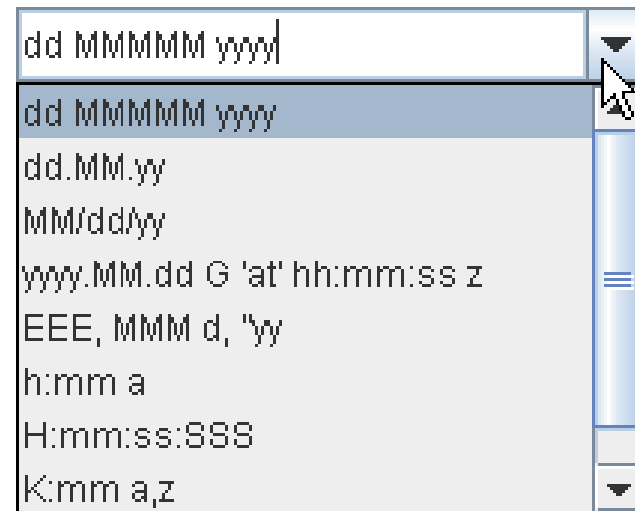 dd MMMMM yyyy
dd MMMMM yyyy
dd.MM.yy
MM/dd/yy
yyyy.MM.dd G 'at' hh:mm:ss z
EEE, MMM d, ''yy
h:mm a
H:mm:ss:SSS
K:mm a,z